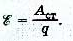 ℰ = A_ст / q.